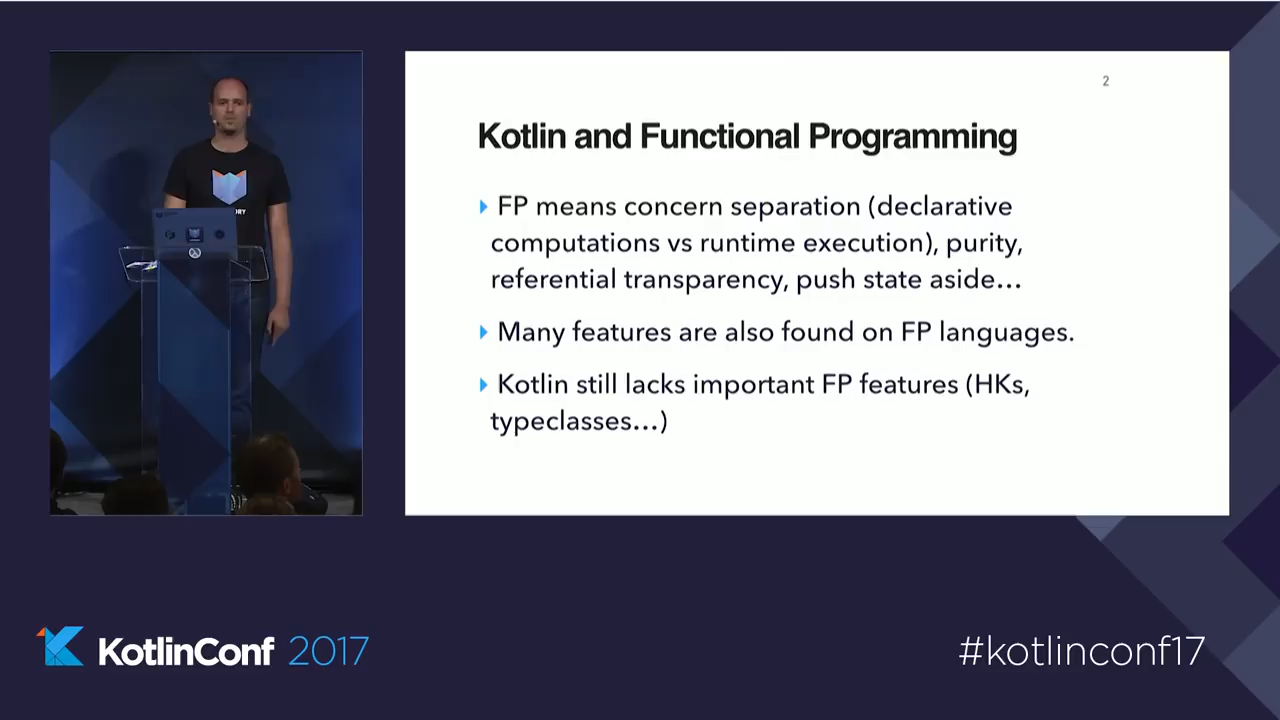 2
Kotlin and Functional Programming
FP means concern separation (declarative
computations vs runtime execution), purity,
referential transparency, push state aside…
Many features are also found on FP languages.
Kotlin still lacks important FP features (HKs,
typeclasses…)
KotlinConf 2017
#kotlinconf17